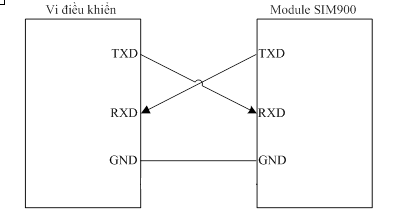 Vi điều khiển
Module SIM900
TXD
TXD
RXD
RXD
GND
GND